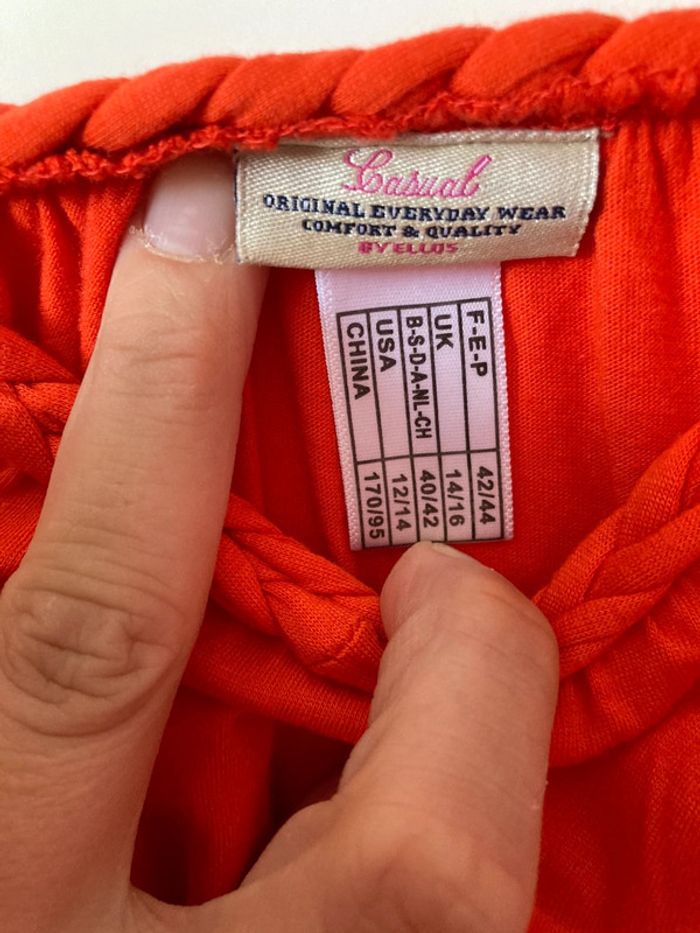 Casual
ORIGINAL EVERYDAY WEAR
COMFORT & QUALITY
BY ELLOS
F-E-P 42/44
UK 14/16
B-S-D-A-NL-CH 40/42
USA 12/14
CHINA 170/95